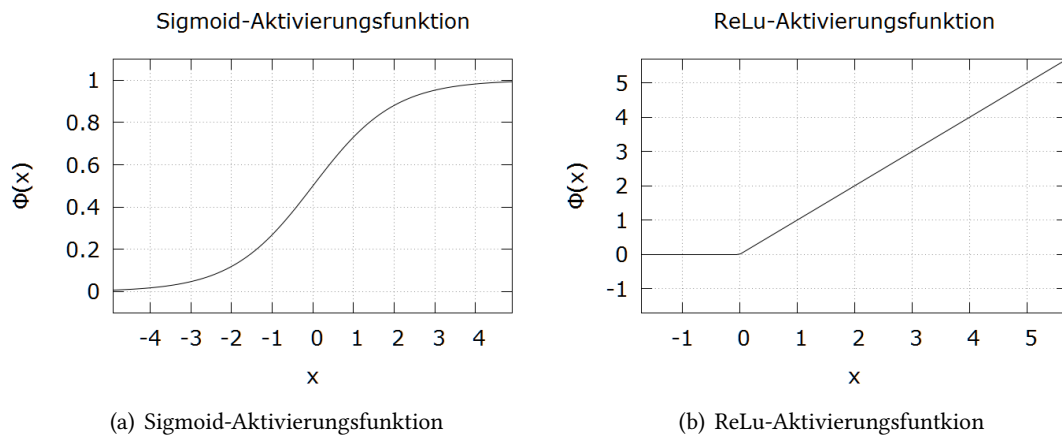 Sigmoid-Aktivierungsfunktion
1
0.8
0.6
0.4
0.2
0
Φ(x)
-4 -3 -2 -1 0 1 2 3 4
x
(a) Sigmoid-Aktivierungsfunktion
ReLu-Aktivierungsfunktion
5
4
3
2
1
0
-1
Φ(x)
-1 0 1 2 3 4 5
x
(b) ReLu-Aktivierungsfuntkion